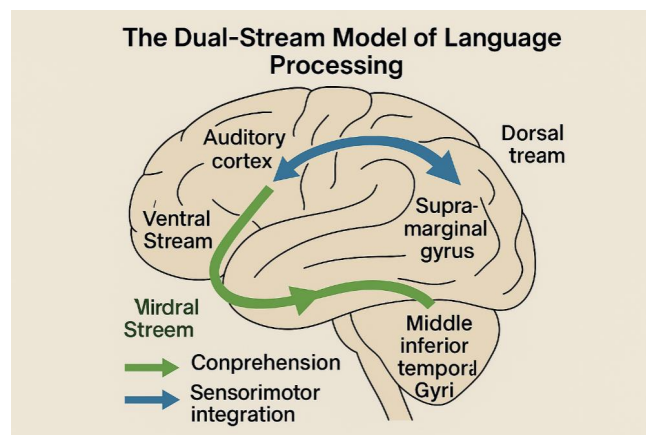 The Dual-Stream Model of Language
Processing
Auditory
cortex
Dorsal
tream
Ventral
Stream
Supra-
marginal
gyrus
Mirdral
Streem
Middle
inferior
temporal
Gyri
Conprehension
Sensorimotor
integration